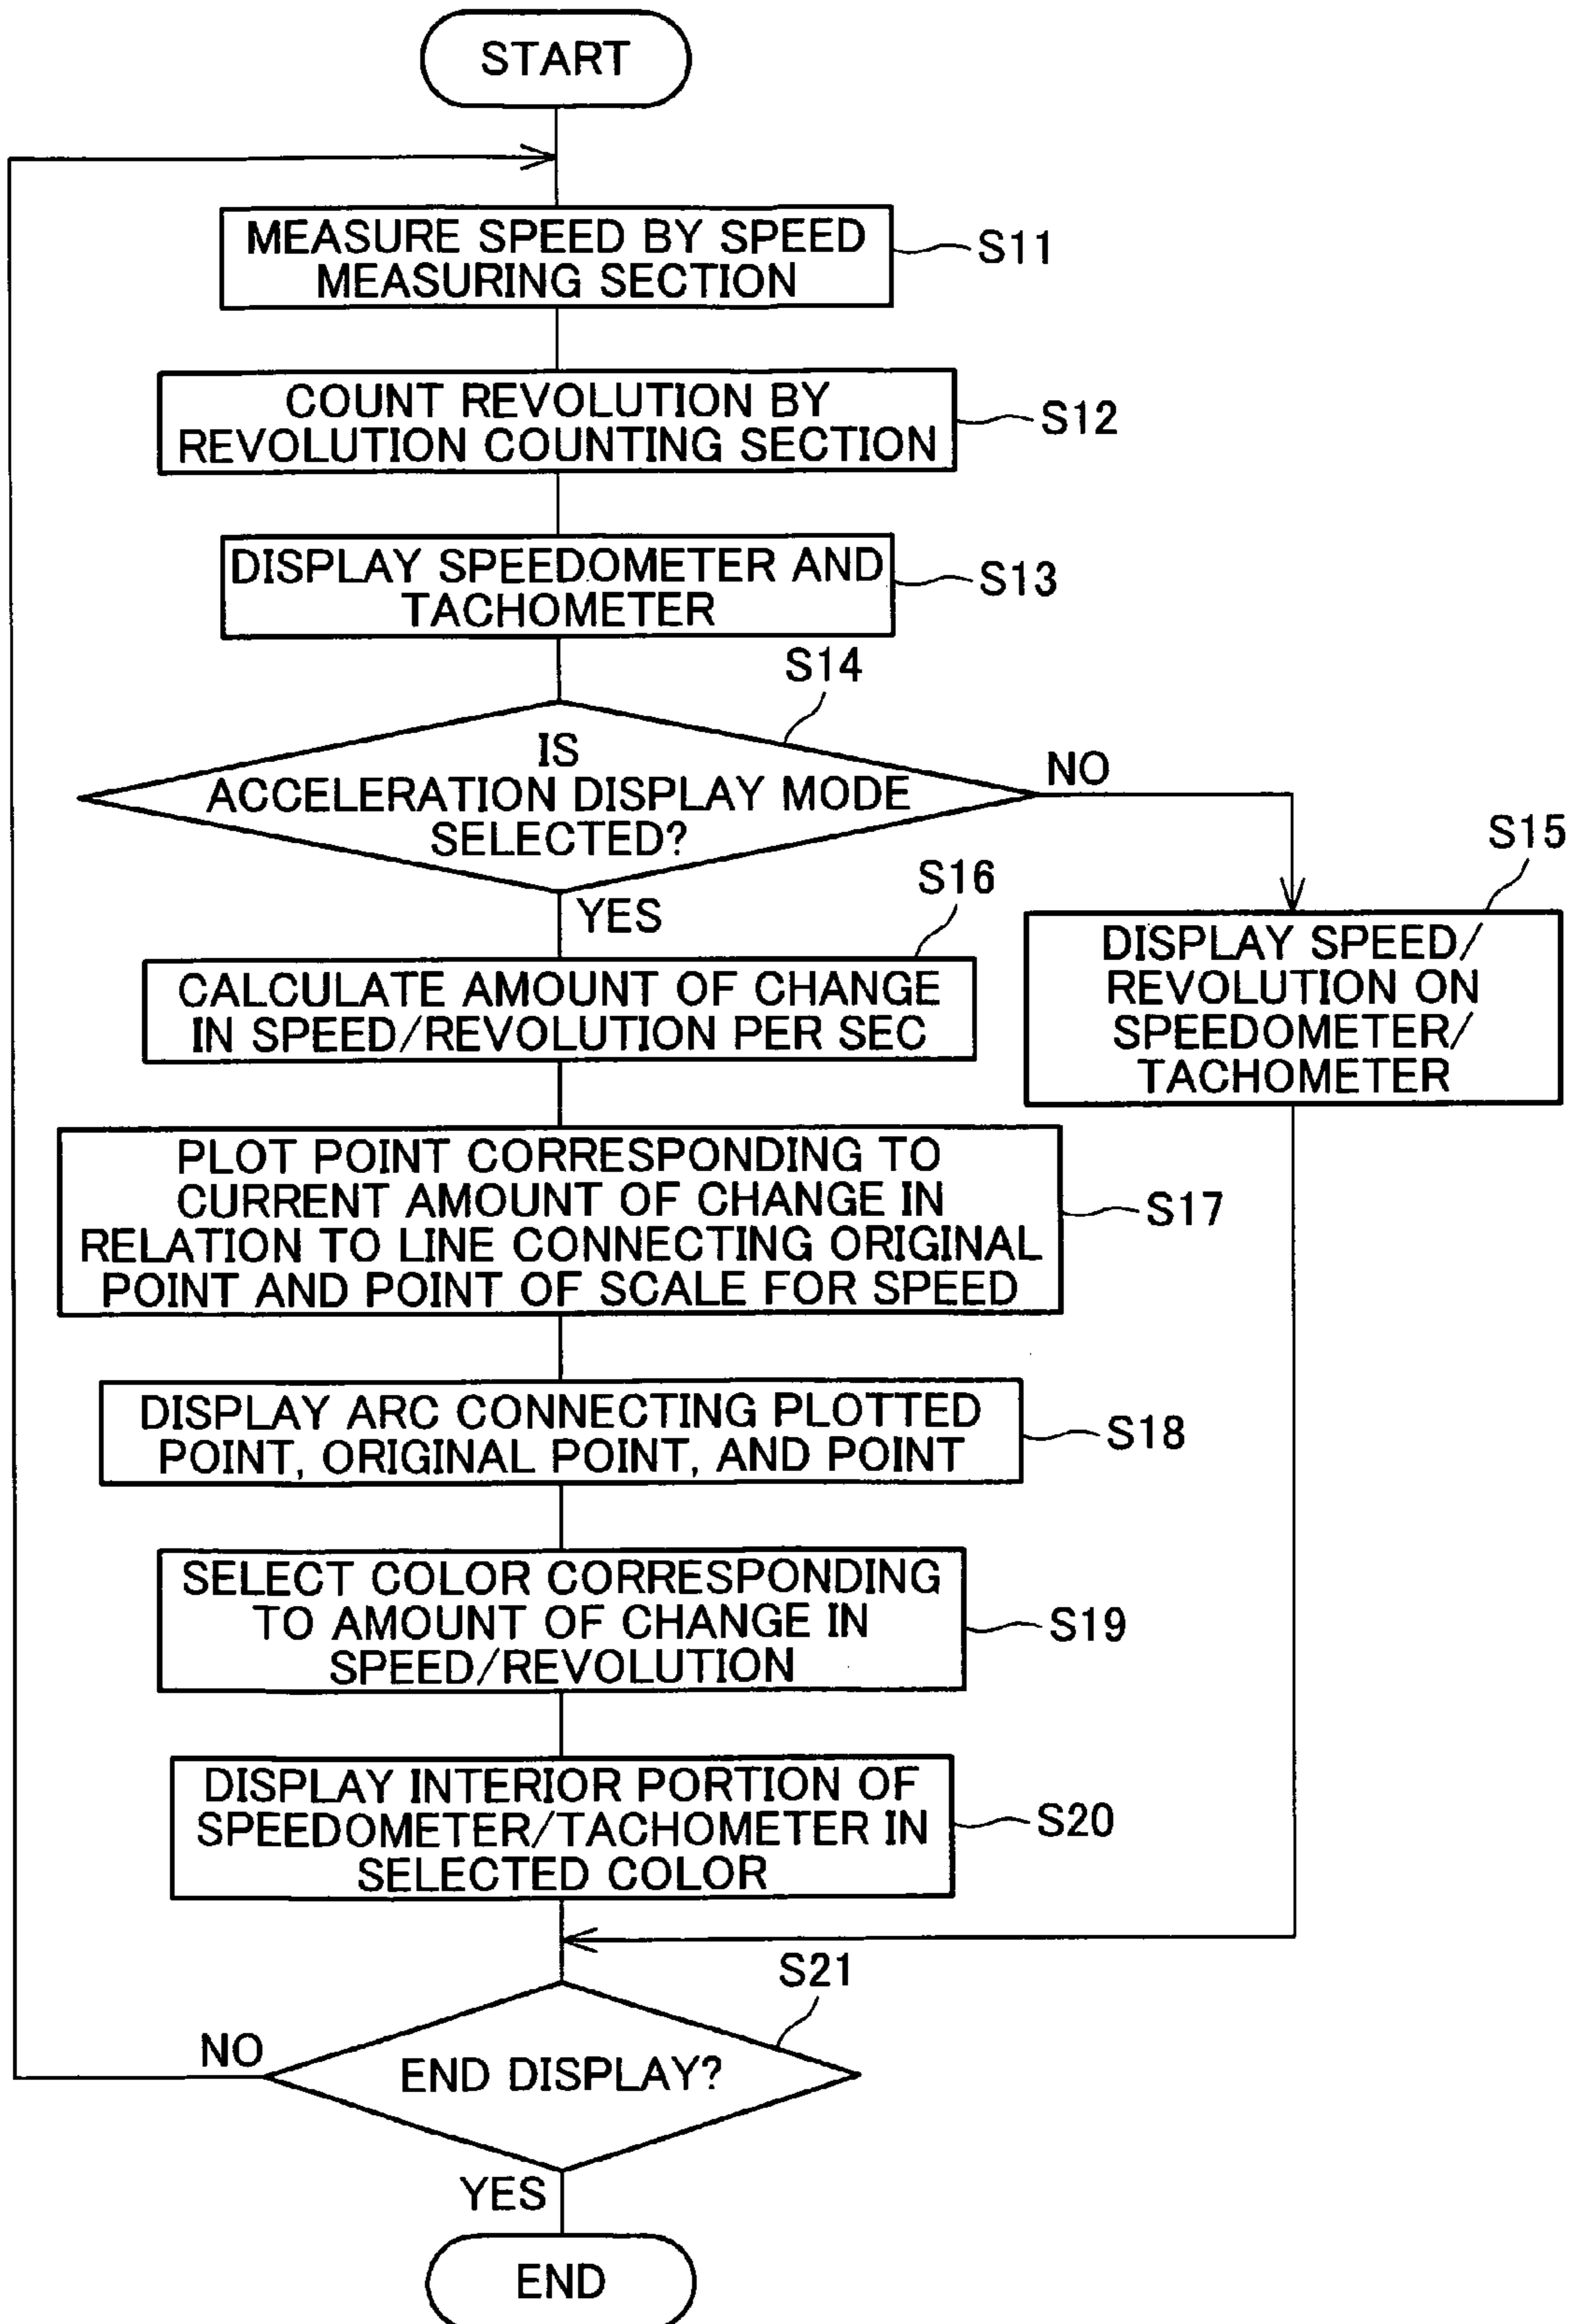 START
MEASURE SPEED BY SPEED
MEASURING SECTION
S11
COUNT REVOLUTION BY
REVOLUTION COUNTING SECTION
S12
DISPLAY SPEEDOMETER AND
TACHOMETER
S13
S14
IS
ACCELERATION DISPLAY MODE
SELECTED?
NO
YES
S15
DISPLAY SPEED/
REVOLUTION ON
SPEEDOMETER/
TACHOMETER
S16
CALCULATE AMOUNT OF CHANGE
IN SPEED/REVOLUTION PER SEC
PLOT POINT CORRESPONDING TO
CURRENT AMOUNT OF CHANGE IN
RELATION TO LINE CONNECTING ORIGINAL
POINT AND POINT OF SCALE FOR SPEED
S17
DISPLAY ARC CONNECTING PLOTTED
POINT, ORIGINAL POINT, AND POINT
S18
SELECT COLOR CORRESPONDING
TO AMOUNT OF CHANGE IN
SPEED/REVOLUTION
S19
DISPLAY INTERIOR PORTION OF
SPEEDOMETER/TACHOMETER IN
SELECTED COLOR
S20
S21
NO
END DISPLAY?
YES
END